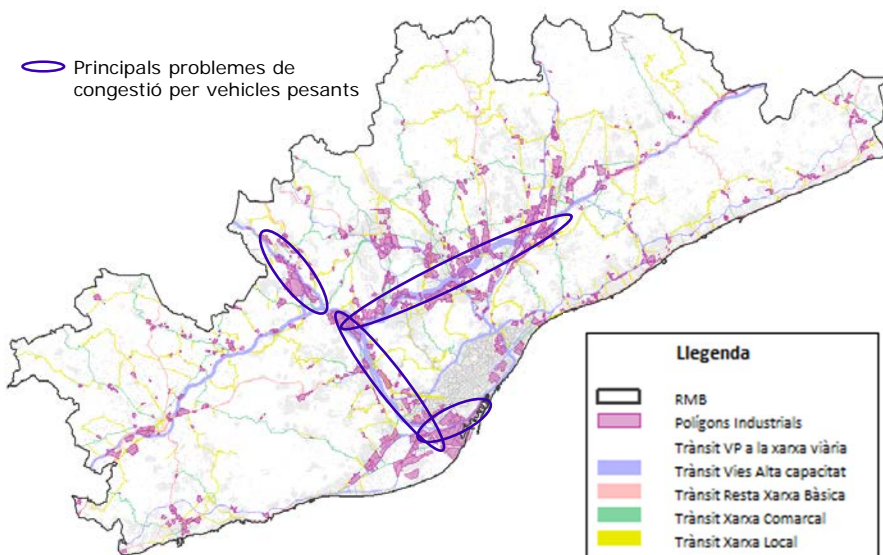 Principals problemes de
congestió per vehicles pesants
Llegenda
RMB
Polígons Industrials
Trànsit VP a la xarxa viària
Trànsit Vies Alta capacitat
Trànsit Resta Xarxa Bàsica
Trànsit Xarxa Comarcal
Trànsit Xarxa Local